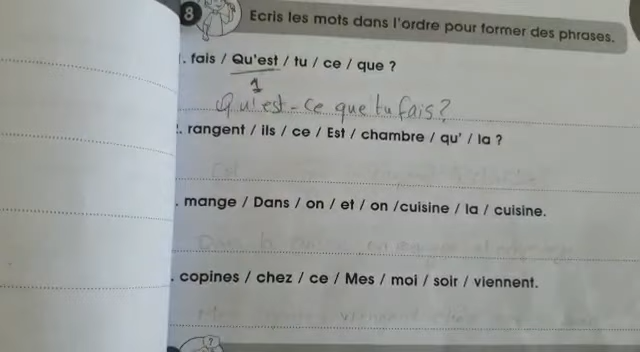 8 Ecris les mots dans l'ordre pour former des phrases.
. fais / Qu'est / tu / ce / que ?
1
Qu'est-ce que tu fais?
. rangent / ils / ce / Est / chambre / qu' / la ?
. mange / Dans / on / et / on /cuisine / la / cuisine.
. copines / chez / ce / Mes / moi / soir / viennent.